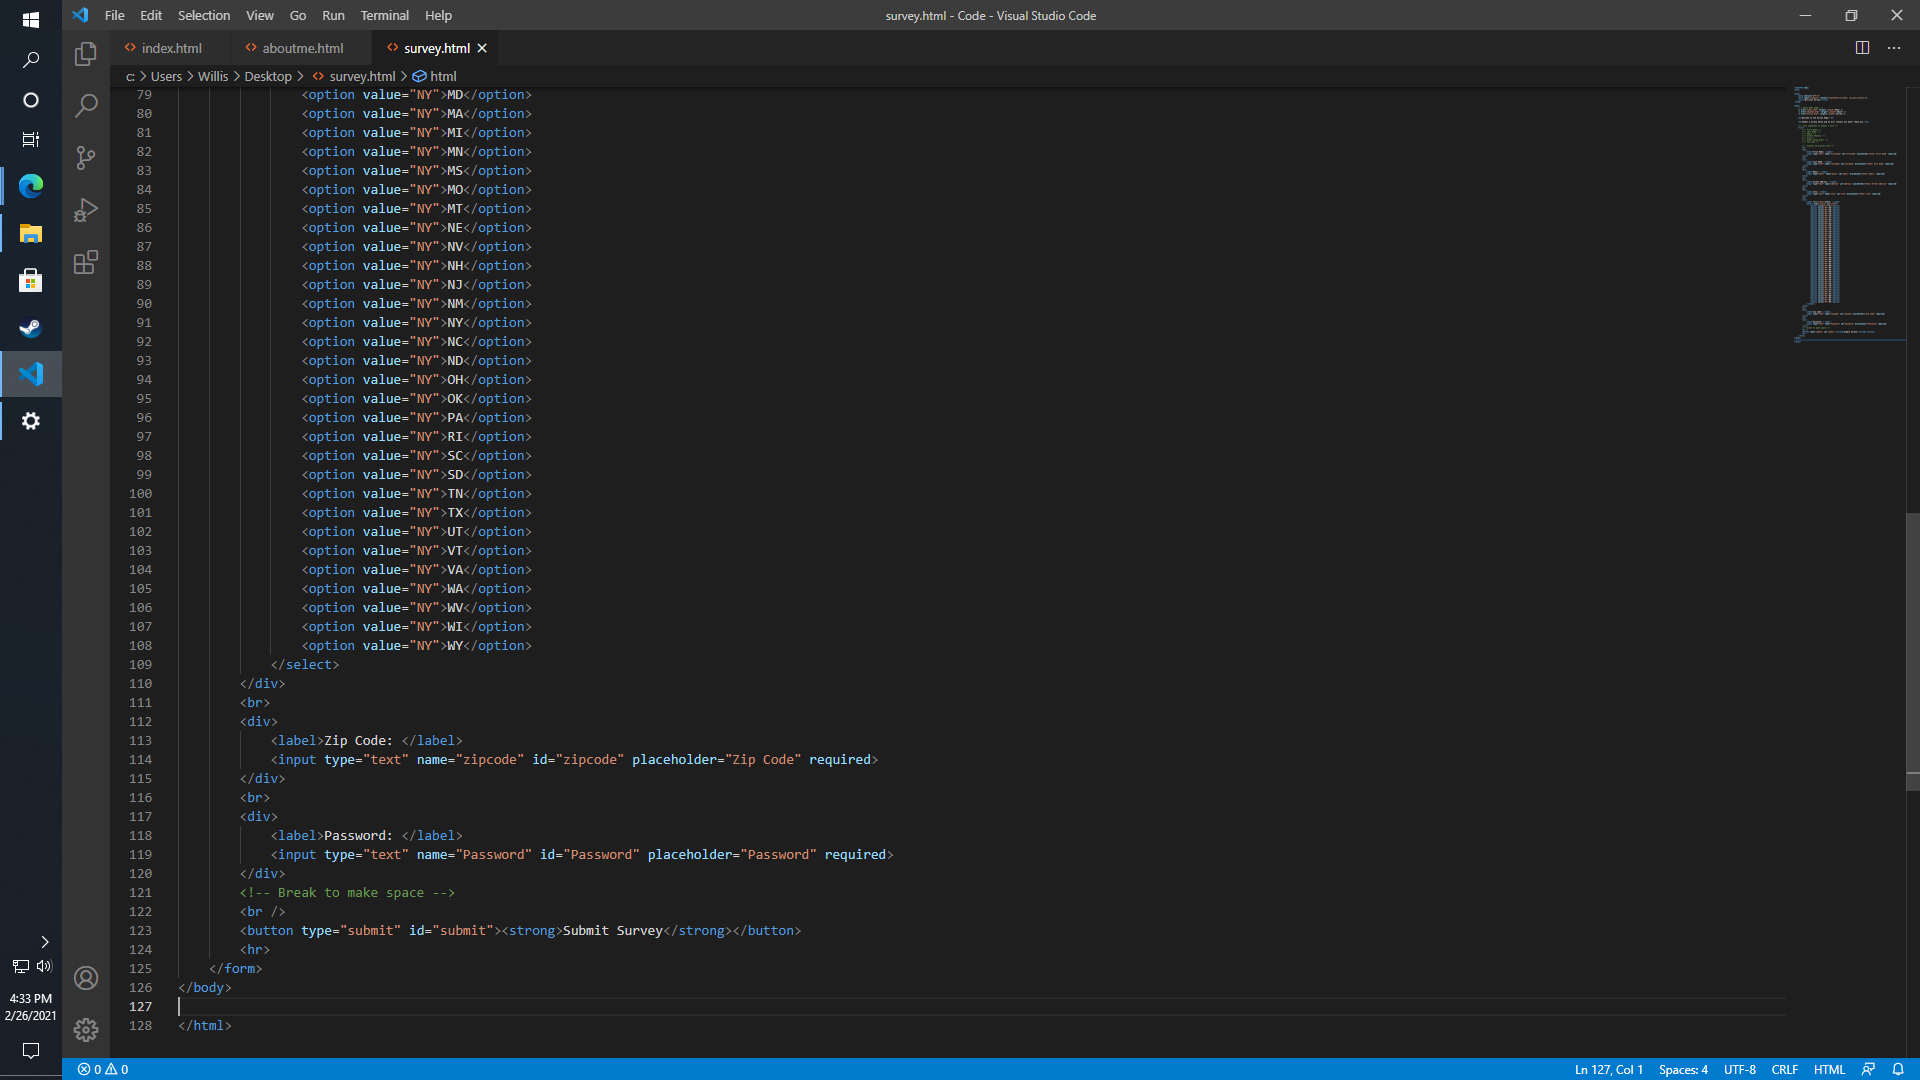 File Edit Selection View Go Run Terminal Help
survey.html - Code - Visual Studio Code
index.html aboutme.html survey.html
c: > Users > Willis > Desktop > survey.html > html
79 <option value="NY">MD</option>
80 <option value="NY">MA</option>
81 <option value="NY">MI</option>
82 <option value="NY">MN</option>
83 <option value="NY">MS</option>
84 <option value="NY">MO</option>
85 <option value="NY">MT</option>
86 <option value="NY">NE</option>
87 <option value="NY">NV</option>
88 <option value="NY">NH</option>
89 <option value="NY">NJ</option>
90 <option value="NY">NM</option>
91 <option value="NY">NY</option>
92 <option value="NY">NC</option>
93 <option value="NY">ND</option>
94 <option value="NY">OH</option>
95 <option value="NY">OK</option>
96 <option value="NY">PA</option>
97 <option value="NY">RI</option>
98 <option value="NY">SC</option>
99 <option value="NY">SD</option>
100 <option value="NY">TN</option>
101 <option value="NY">TX</option>
102 <option value="NY">UT</option>
103 <option value="NY">VT</option>
104 <option value="NY">VA</option>
105 <option value="NY">WA</option>
106 <option value="NY">WV</option>
107 <option value="NY">WI</option>
108 <option value="NY">WY</option>
109 </select>
110 </div>
111 <br>
112 <div>
113 <label>Zip Code: </label>
114 <input type="text" name="zipcode" id="zipcode" placeholder="Zip Code" required>
115 </div>
116 <br>
117 <div>
118 <label>Password: </label>
119 <input type="text" name="Password" id="Password" placeholder="Password" required>
120 </div>
121 <!-- Break to make space -->
122 <br />
123 <button type="submit" id="submit"><strong>Submit Survey</strong></button>
124 <hr>
125 </form>
126 </body>
127
128 </html>
4:33 PM
2/26/2021
0 0
Ln 127, Col 1 Spaces: 4 UTF-8 CRLF HTML